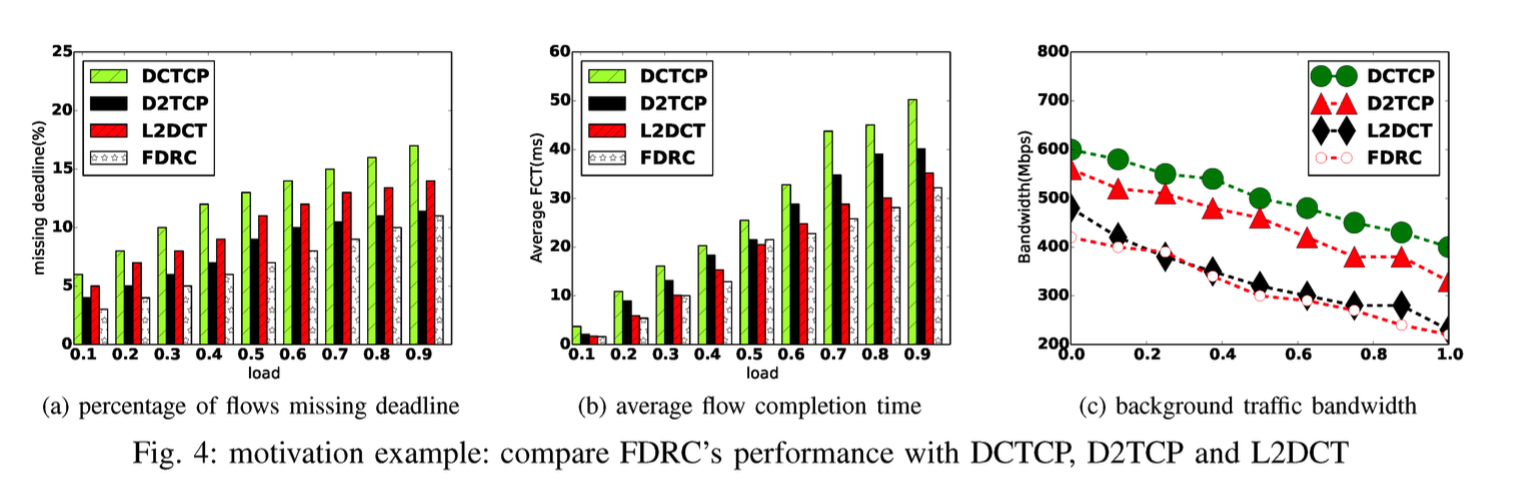 25
20
15
10
5
0
missing deadline(%)
DCTCP
D2TCP
L2DCT
FDRC
0.1 0.2 0.3 0.4 0.5 0.6 0.7 0.8 0.9
load
(a) percentage of flows missing deadline
60
50
40
30
20
10
0
Average FCT(ms)
DCTCP
D2TCP
L2DCT
FDRC
0.1 0.2 0.3 0.4 0.5 0.6 0.7 0.8 0.9
load
(b) average flow completion time
800
700
600
500
400
300
200
Bandwidth(Mbps)
DCTCP
D2TCP
L2DCT
FDRC
0.0 0.2 0.4 0.6 0.8 1.0
(c) background traffic bandwidth
Fig. 4: motivation example: compare FDRC's performance with DCTCP, D2TCP and L2DCT